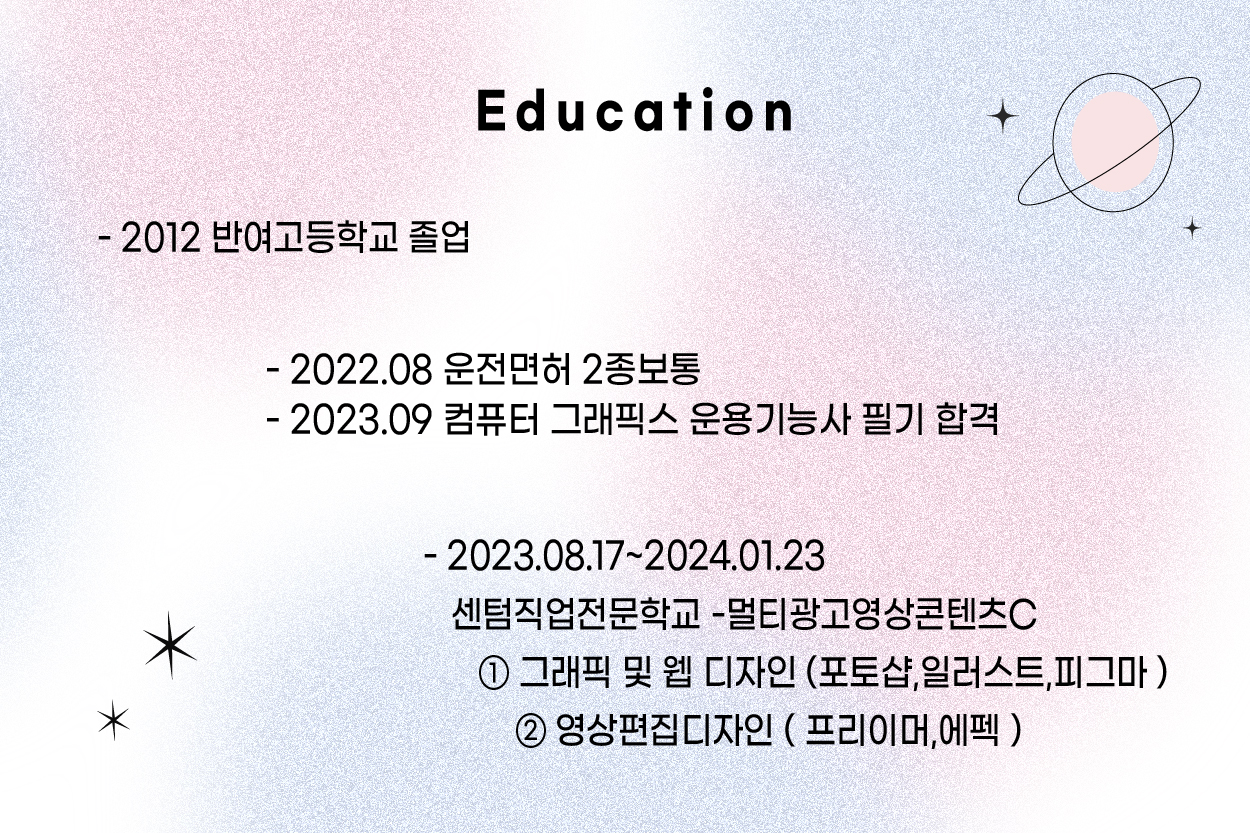 Education
- 2012 반여고등학교 졸업
- 2022.08 운전면허 2종보통
- 2023.09 컴퓨터 그래픽스 운용기능사 필기 합격
- 2023.08.17~2024.01.23
센텀직업전문학교 -멀티광고영상콘텐츠C
① 그래픽 및 웹 디자인 (포토샵,일러스트,피그마 )
② 영상편집디자인 ( 프리이머,에펙 )